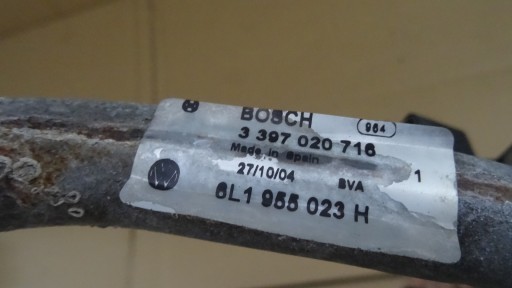 BOSCH
964
3 397 020 716
Made in Spain
27/10/04 BVA 1
6L1 955 023 H